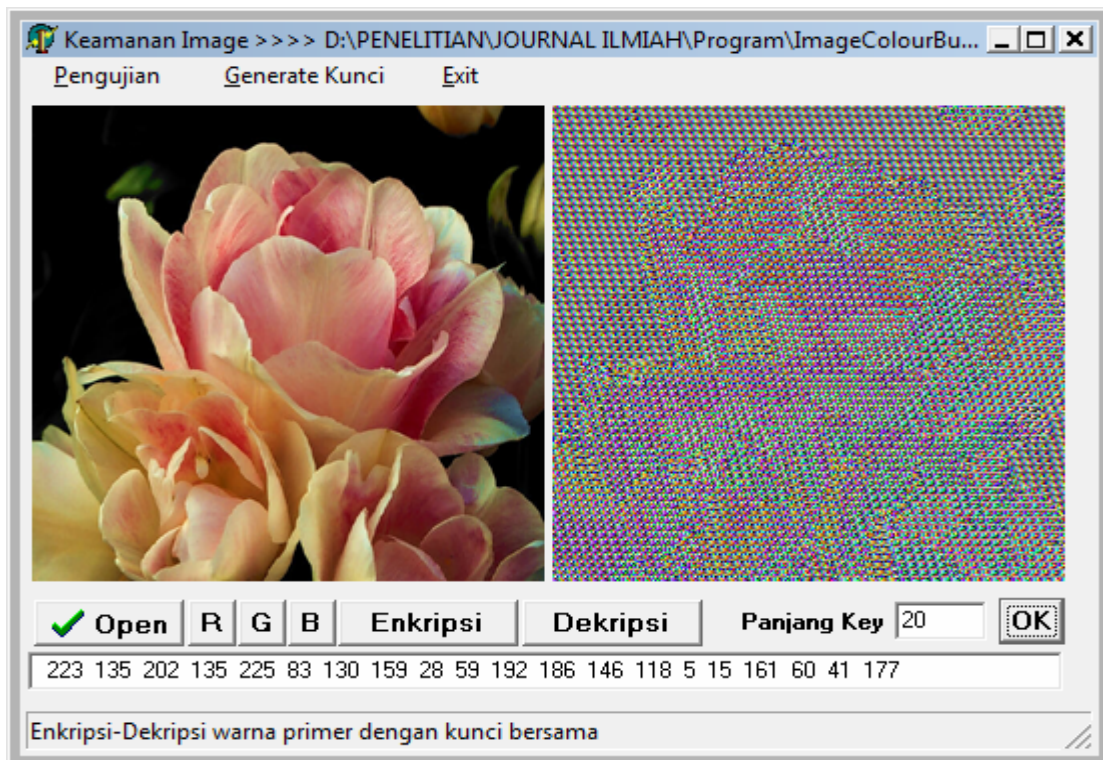 Keamanan Image >>>> D:\PENELITIAN\JOURNAL ILMIAH\Program\ImageColourBu...
Pengujian Generate Kunci Exit
Open R G B Enkripsi Dekripsi Panjang Key 20 OK
223 135 202 135 225 83 130 159 28 59 192 186 146 118 5 15 161 60 41 177
Enkripsi-Dekripsi warna primer dengan kunci bersama